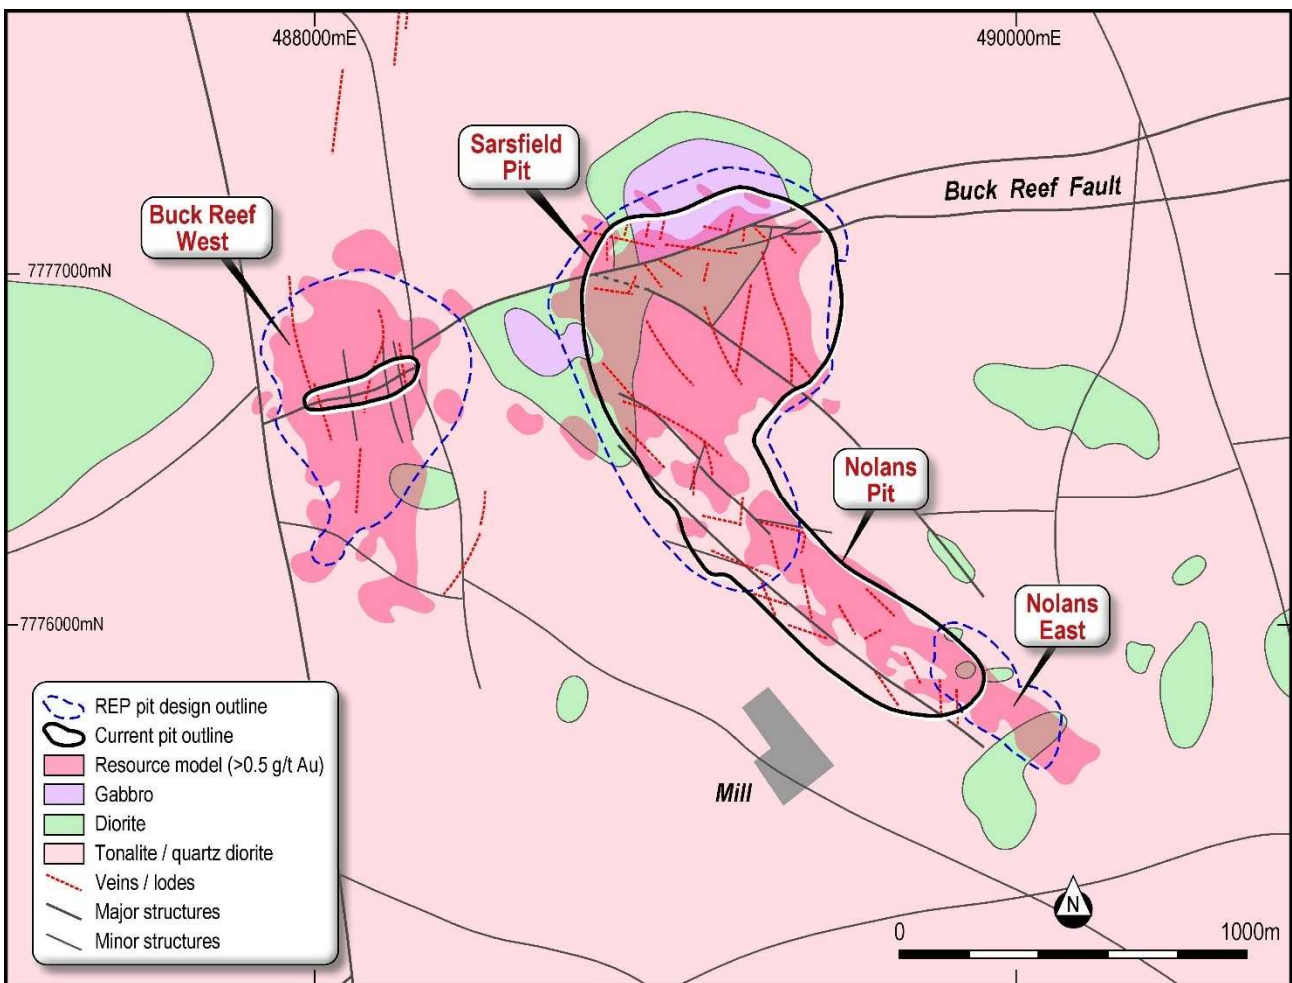 488000mE
490000mE
Sarsfield
Pit
Buck Reef Fault
Buck Reef
West
7777000mN
Nolans
Pit
Nolans
East
7776000mN
REP pit design outline
Current pit outline
Resource model (>0.5 g/t Au)
Gabbro
Diorite
Tonalite / quartz diorite
Veins / lodes
Major structures
Minor structures
Mill
N
0
1000m